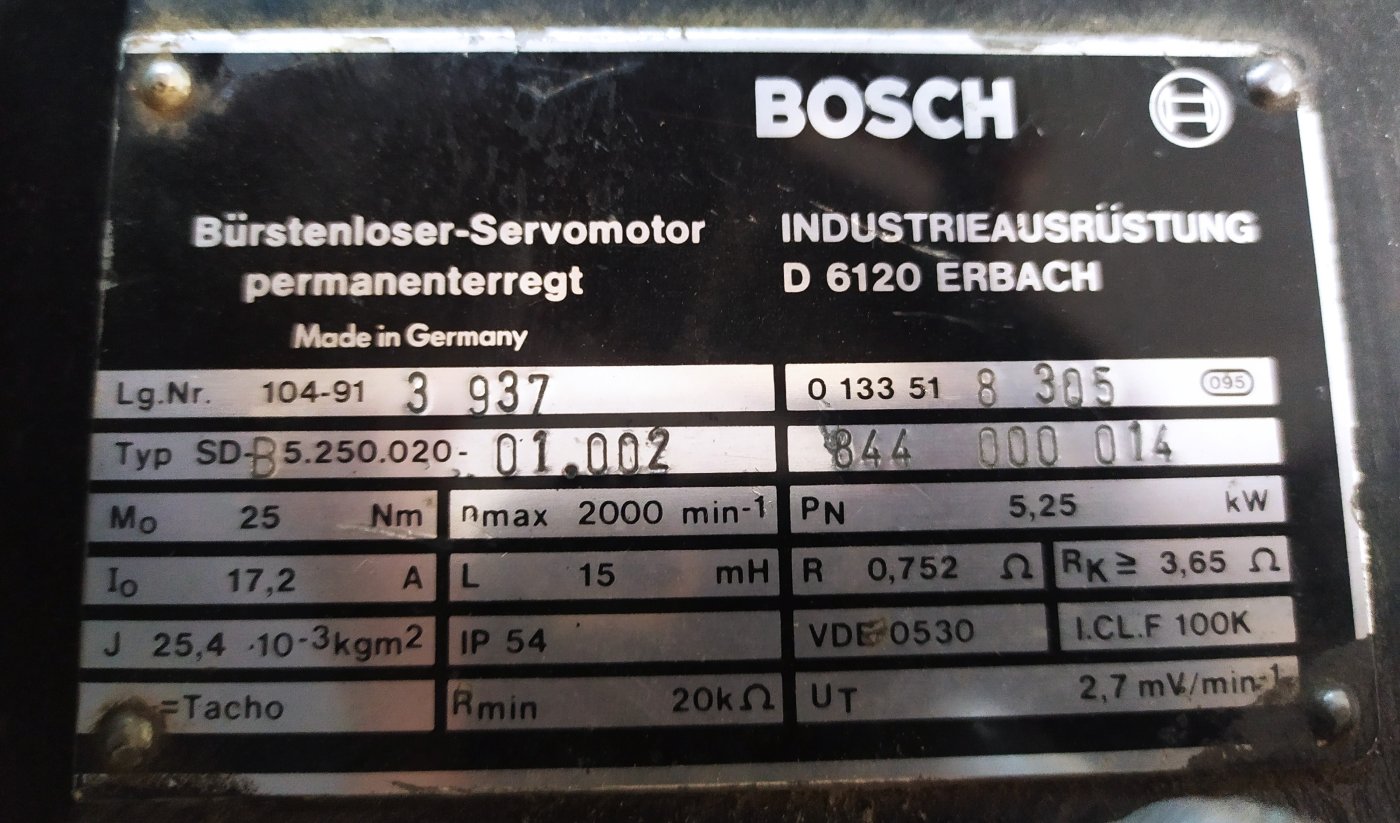 BOSCH
Bürstenloser-Servomotor
permanenterregt
Made in Germany
INDUSTRIEAUSRÜSTUNG
D 6120 ERBACH
Lg.Nr. 104-91 3 937
0 133 51 8 305 095
Typ SD-B5.250.020-01.002
844 000 014
M0 25 Nm
nmax 2000 min-1
PN 5,25 kW
I0 17,2 A
L 15 mH
R 0,752 Ω
RK ≥ 3,65 Ω
J 25,4 ·10-3kgm2
IP 54
VDE 0530
I.CL.F 100K
=Tacho
Rmin 20kΩ
UT 2,7 mV/min-1